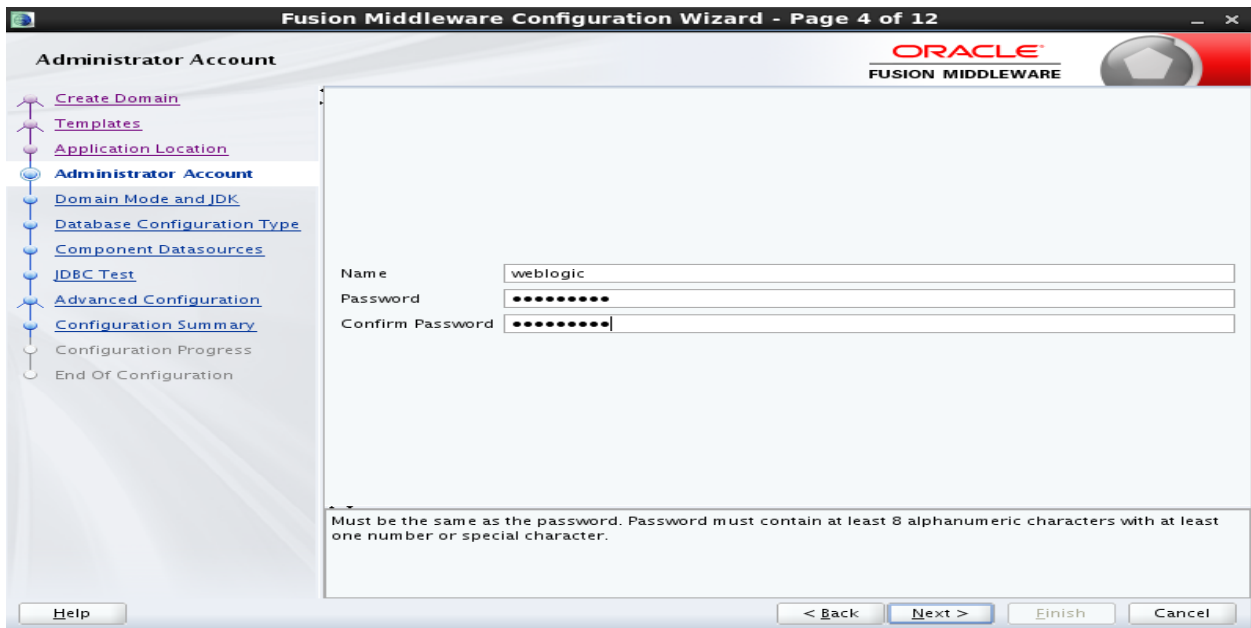 Fusion Middleware Configuration Wizard - Page 4 of 12
Administrator Account
ORACLE
FUSION MIDDLEWARE
Create Domain
Templates
Application Location
Administrator Account
Domain Mode and JDK
Database Configuration Type
Component Datasources
JDBC Test
Advanced Configuration
Configuration Summary
Configuration Progress
End Of Configuration
Name weblogic
Password •••••••••
Confirm Password •••••••••
Must be the same as the password. Password must contain at least 8 alphanumeric characters with at least
one number or special character.
Help < Back Next > Finish Cancel